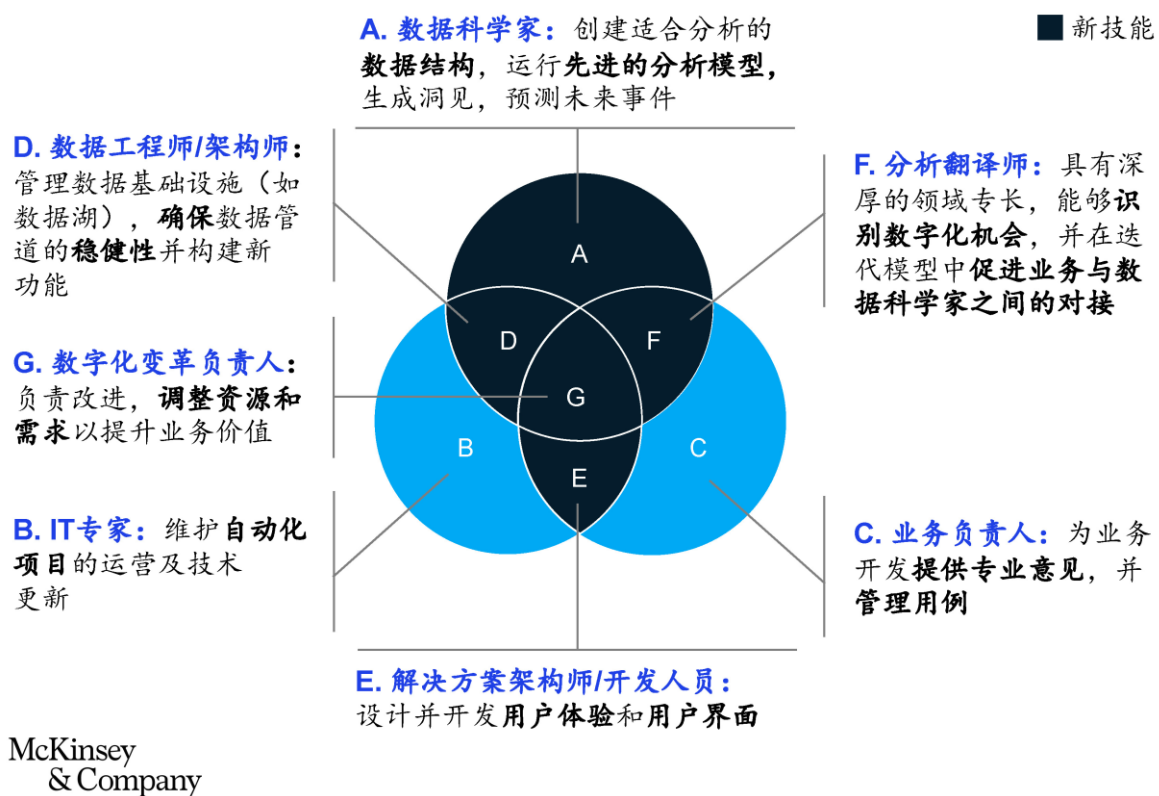 A. 数据科学家：创建适合分析的
数据结构，运行先进的分析模型，
生成洞见，预测未来事件
新技能
D. 数据工程师/架构师：
管理数据基础设施（如
数据湖），确保数据管
道的稳健性并构建新
功能
F. 分析翻译师：具有深
厚的领域专长，能够识
别数字化机会，并在迭
代模型中促进业务与数
据科学家之间的对接
A
D
F
G
B
C
E
G. 数字化变革负责人：
负责改进，调整资源和
需求以提升业务价值
B. IT专家：维护自动化
项目的运营及技术
更新
C. 业务负责人：为业务
开发提供专业意见，并
管理用例
E. 解决方案架构师/开发人员：
设计并开发用户体验和用户界面
McKinsey
& Company